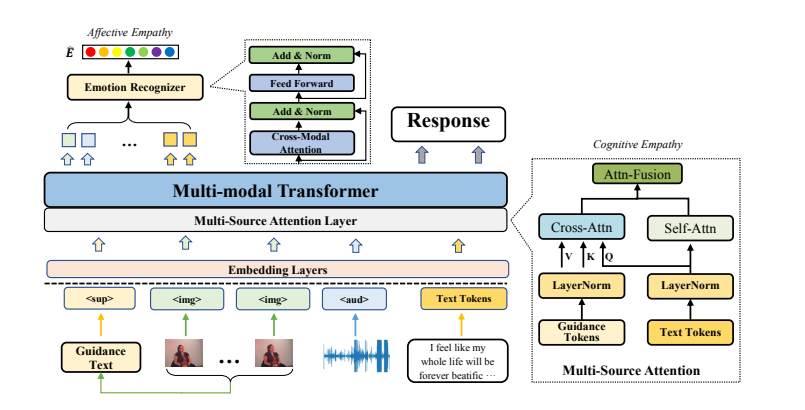 Affective Empathy
Ê
Emotion Recognizer
...
Add & Norm
Feed Forward
Add & Norm
Cross-Modal
Attention
Response
Multi-modal Transformer
Multi-Source Attention Layer
Embedding Layers
<sup>
<img>
<img>
<aud>
Text Tokens
Guidance
Text
...
I feel like my
whole life will be
forever beatific ...
Cognitive Empathy
Attn-Fusion
Cross-Attn
Self-Attn
V
K
Q
LayerNorm
LayerNorm
Guidance
Tokens
Text Tokens
Multi-Source Attention